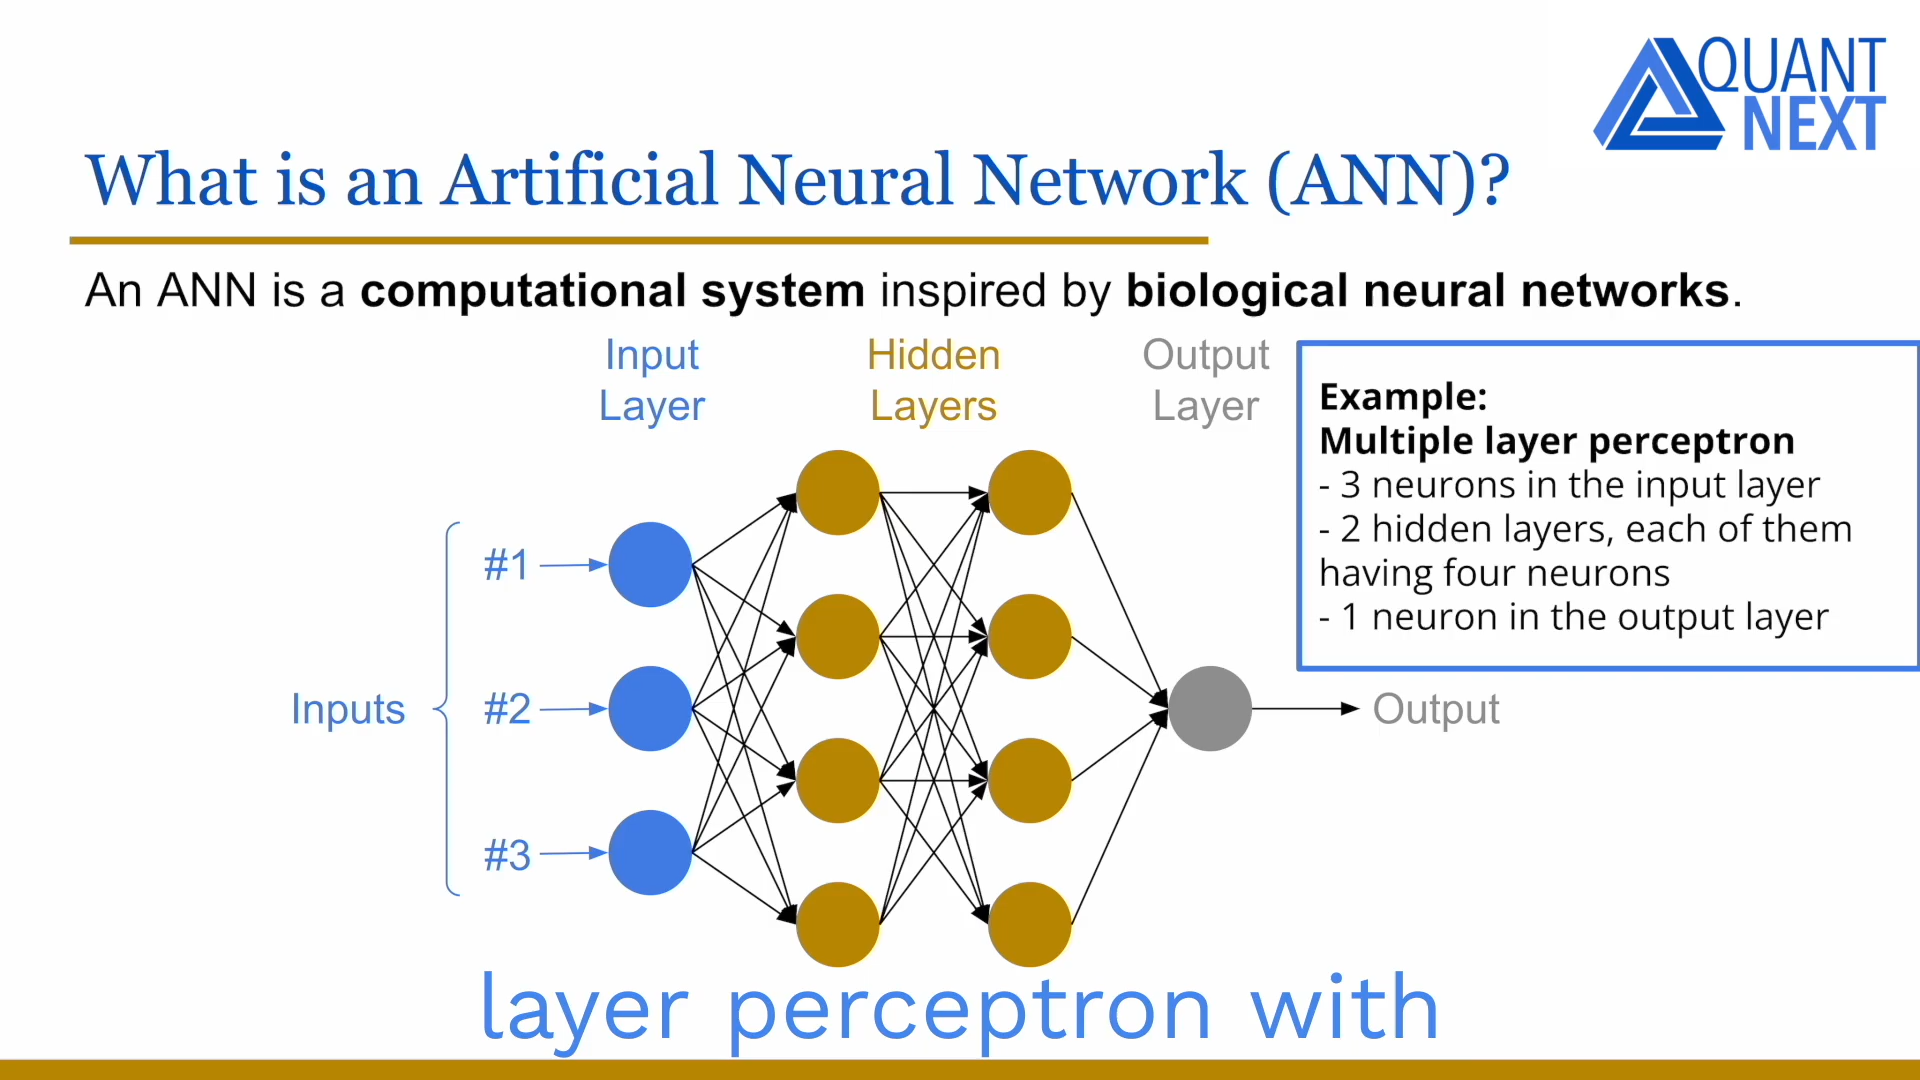 QUANT
NEXT
What is an Artificial Neural Network (ANN)?
An ANN is a computational system inspired by biological neural networks.
Input
Layer
Hidden
Layers
Output
Layer
Example:
Multiple layer perceptron
- 3 neurons in the input layer
- 2 hidden layers, each of them
having four neurons
- 1 neuron in the output layer
#1
Inputs
#2
Output
#3
layer perceptron with